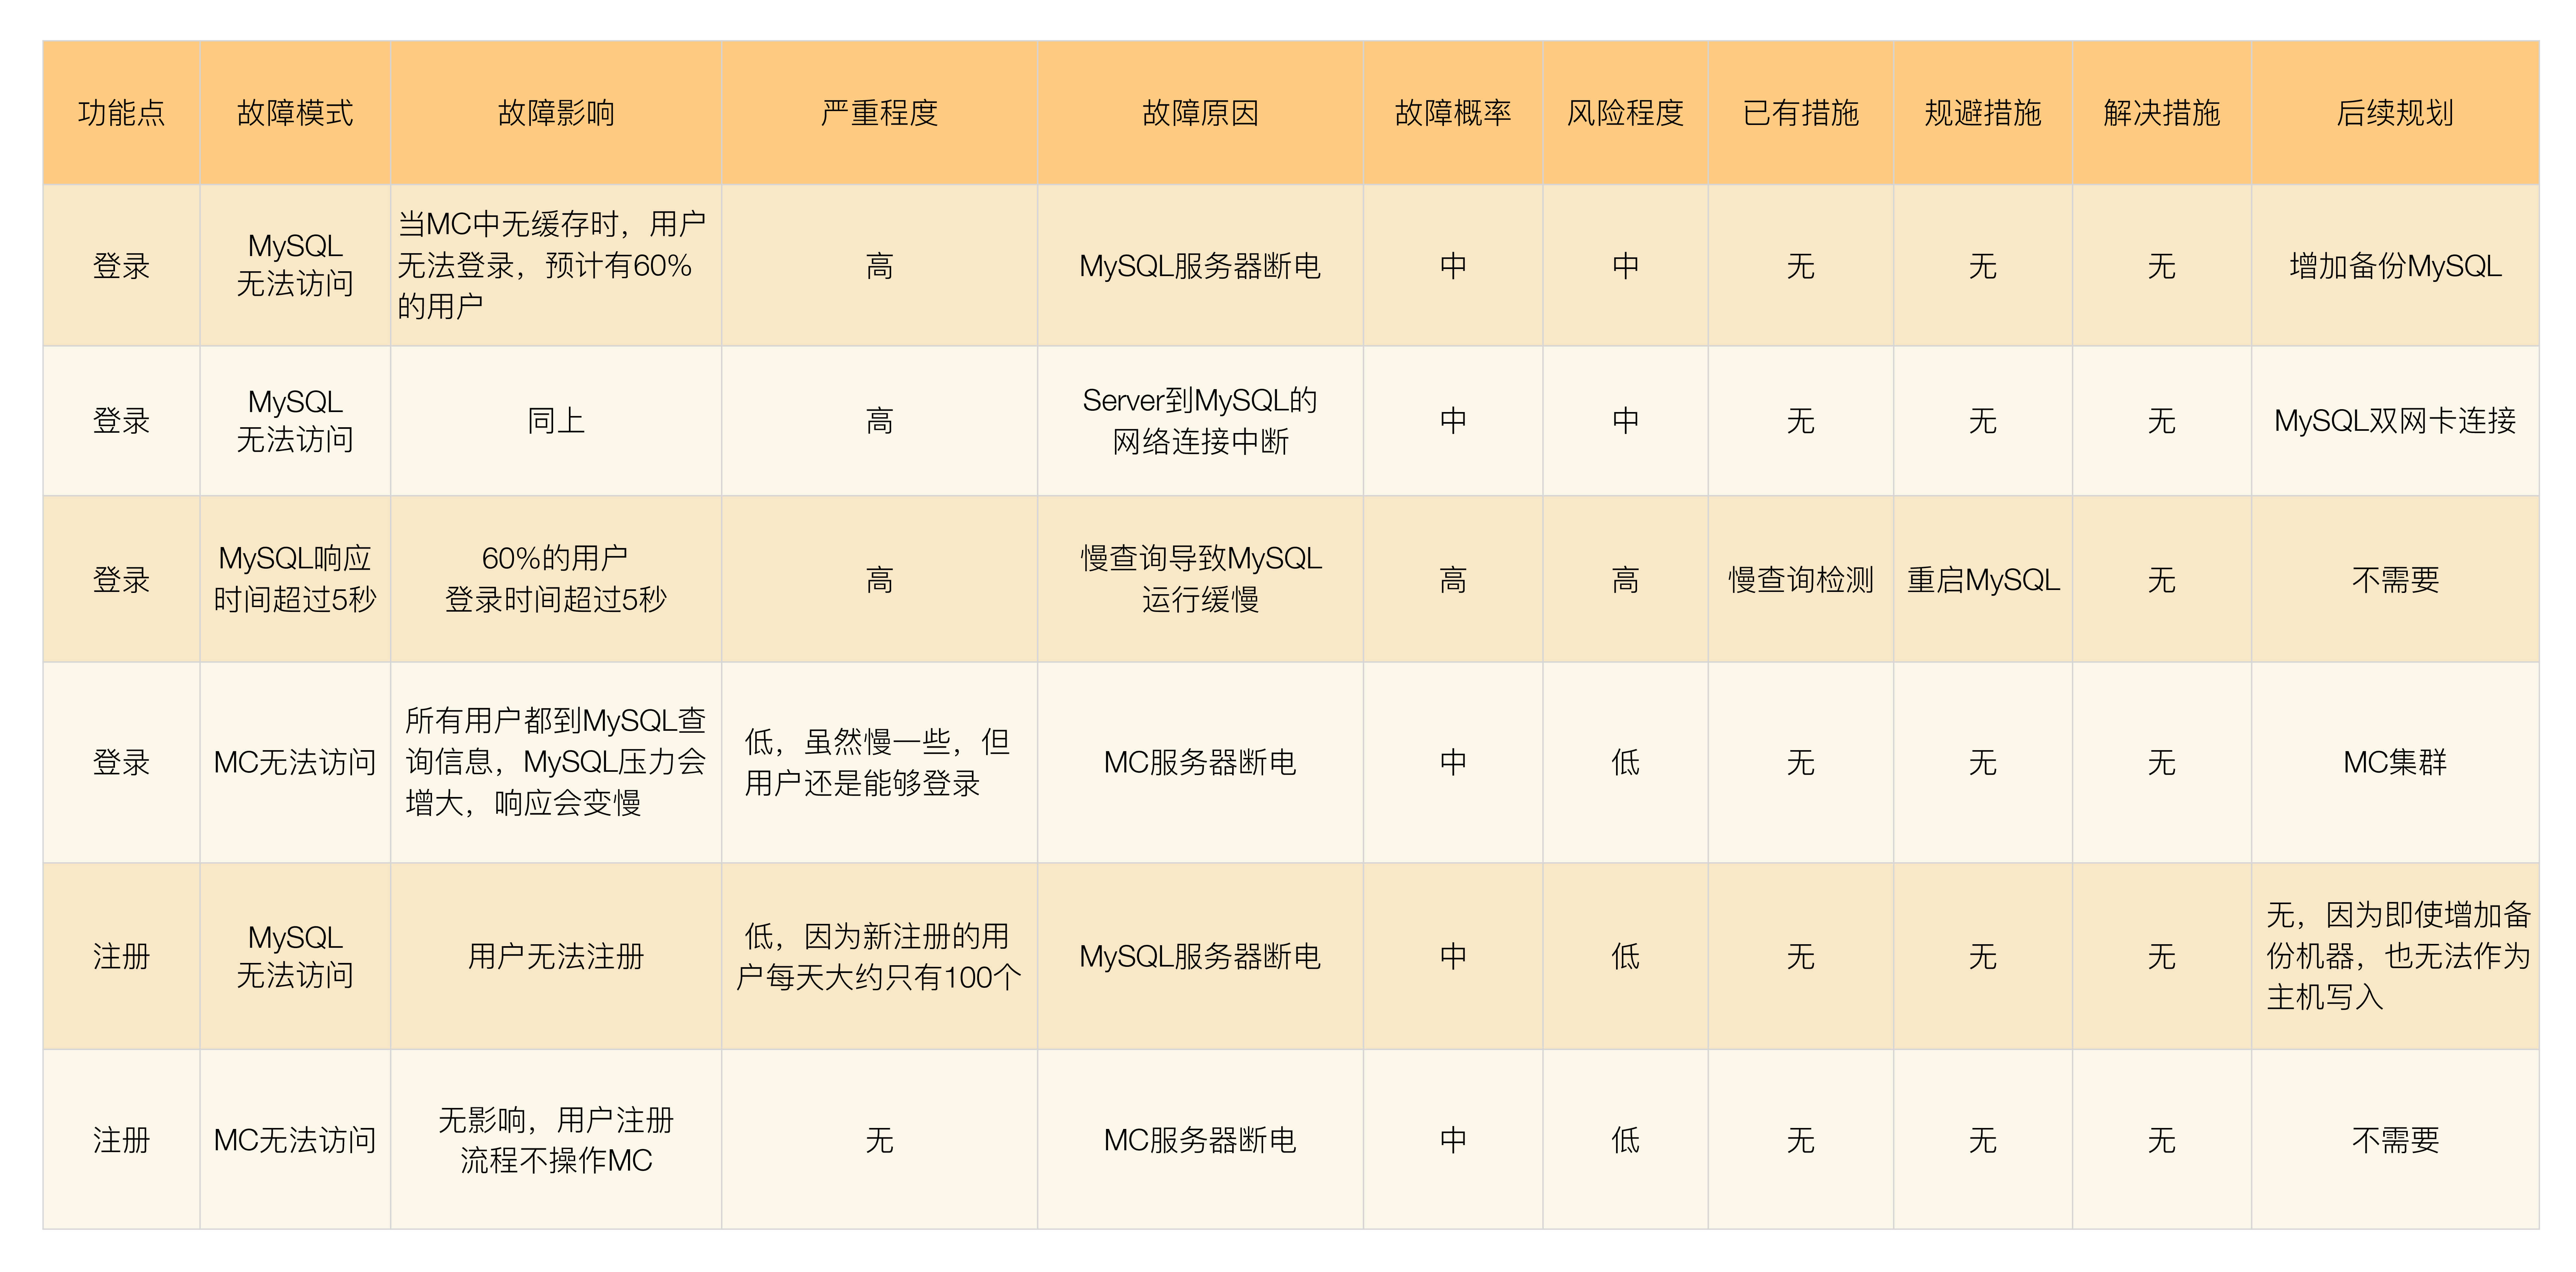 功能点
故障模式
故障影响
严重程度
故障原因
故障概率
风险程度
已有措施
规避措施
解决措施
后续规划
登录
MySQL
无法访问
当MC中无缓存时，用户
无法登录，预计有60%
的用户
高
MySQL服务器断电
中
中
无
无
无
增加备份MySQL
登录
MySQL
无法访问
同上
高
Server到MySQL的
网络连接中断
中
中
无
无
无
MySQL双网卡连接
登录
MySQL响应
时间超过5秒
60%的用户
登录时间超过5秒
高
慢查询导致MySQL
运行缓慢
高
高
慢查询检测
重启MySQL
无
不需要
登录
MC无法访问
所有用户都到MySQL查
询信息，MySQL压力会
增大，响应会变慢
低，虽然慢一些，但
用户还是能够登录
MC服务器断电
中
低
无
无
无
MC集群
注册
MySQL
无法访问
用户无法注册
低，因为新注册的用
户每天大约只有100个
MySQL服务器断电
中
低
无
无
无
无，因为即使增加备
份机器，也无法作为
主机写入
注册
MC无法访问
无影响，用户注册
流程不操作MC
无
MC服务器断电
中
低
无
无
无
不需要